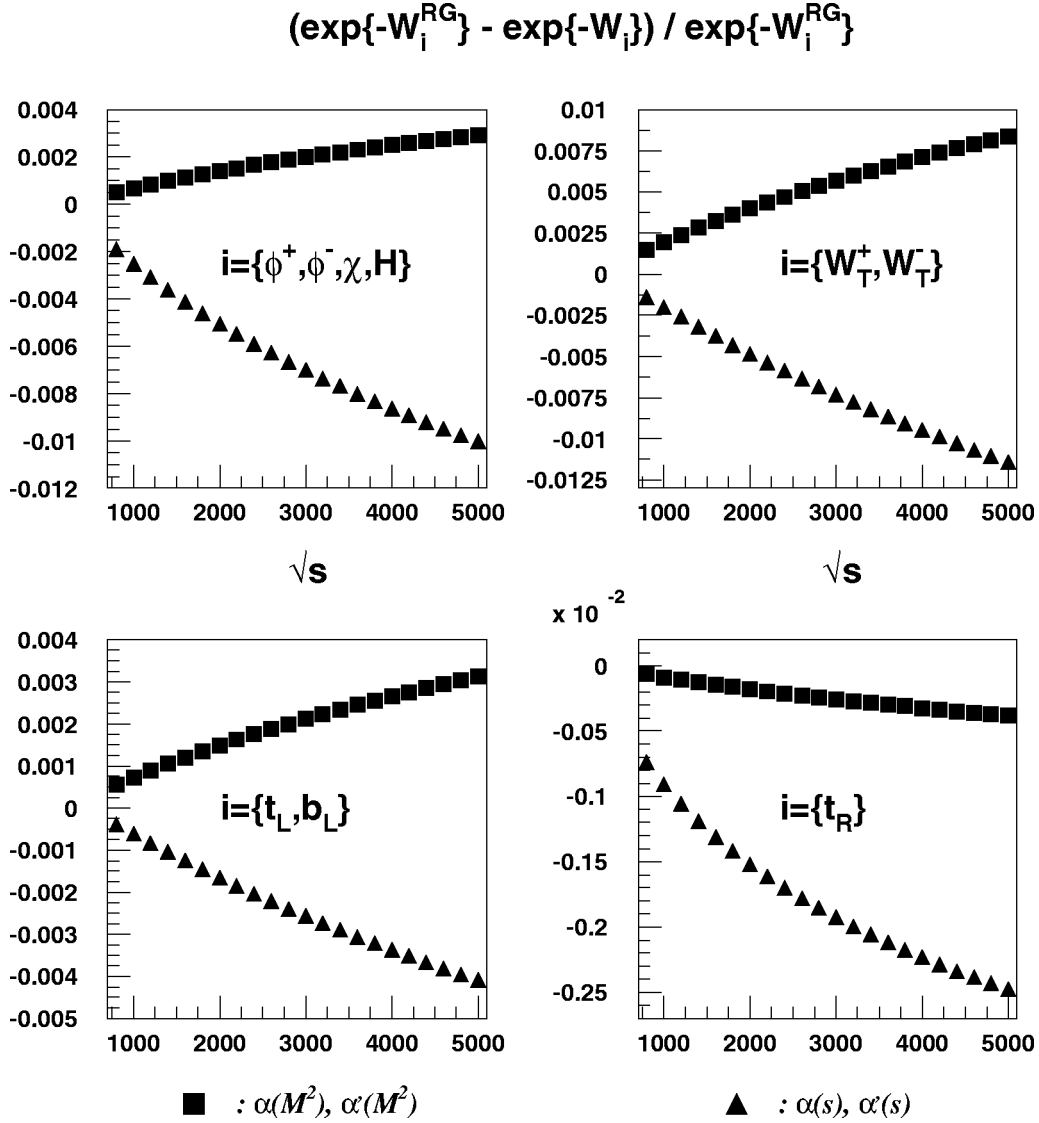 (exp{-W_i^RG} - exp{-W_i}) / exp{-W_i^RG}
0.004
0.002
0
-0.002
-0.004
-0.006
-0.008
-0.01
-0.012
i={ϕ⁺,ϕ⁻,χ,H}
1000 2000 3000 4000 5000
√s
0.01
0.0075
0.005
0.0025
0
-0.0025
-0.005
-0.0075
-0.01
-0.0125
i={W_T^+,W_T^-}
1000 2000 3000 4000 5000
√s
0.004
0.003
0.002
0.001
0
-0.001
-0.002
-0.003
-0.004
-0.005
i={t_L,b_L}
1000 2000 3000 4000 5000
x 10⁻²
0
-0.05
-0.1
-0.15
-0.2
-0.25
i={t_R}
1000 2000 3000 4000 5000
■ : α(M²), α'(M²)
▲ : α(s), α'(s)